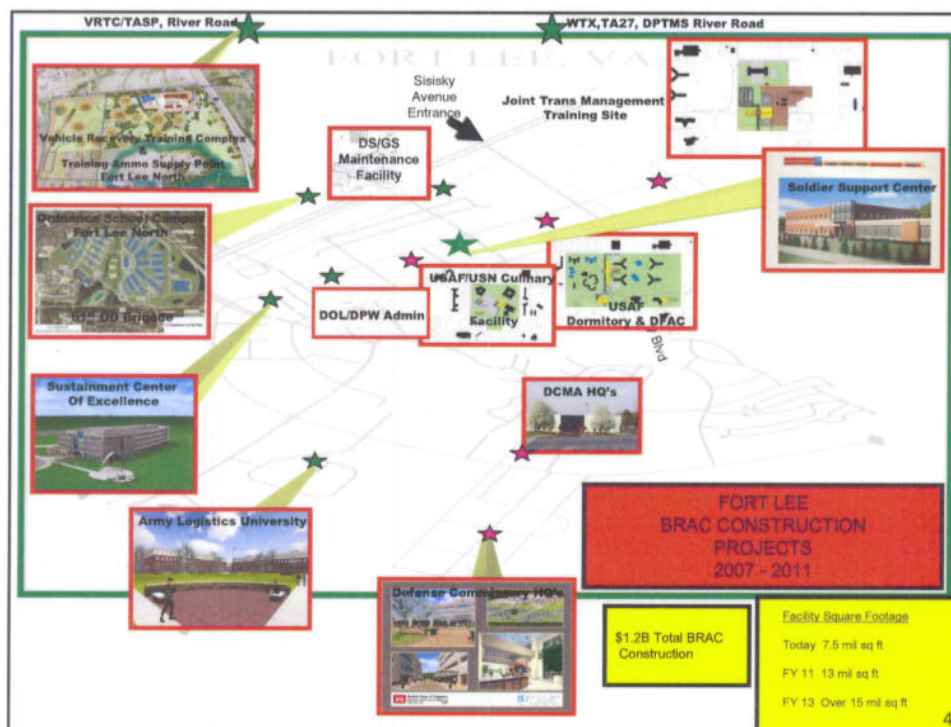 VRTC/TASP, River Road
WTX,TA27, DPTMS River Road
FORT LEE, VA.
Sisisky
Avenue
Entrance
Joint Trans Management
Training Site
Vehicle Recovery Training Complex
&
Training Ammo Supply Point
Fort Lee North
DS/GS
Maintenance
Facility
Soldier Support Center
Ordnance School Campus
Fort Lee North
61st OD Brigade
DOL/DPW Admin
USAF/USN Culinary
Facility
USAF
Dormitory & DFAC
Blvd
Sustainment Center
Of Excellence
DCMA HQ's
Army Logistics University
FORT LEE
BRAC CONSTRUCTION
PROJECTS
2007 - 2011
Defense Commissary HQ's
$1.2B Total BRAC
Construction
Facility Square Footage
Today 7.5 mil sq ft
FY 11 13 mil sq ft
FY 13 Over 15 mil sq ft
4